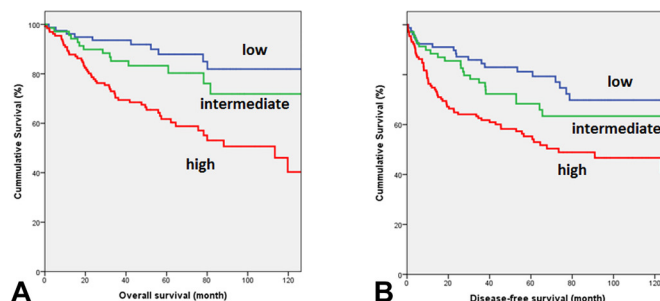 100
80
60
40
20
0
0 20 40 60 80 100 120
Cummulative Survival (%)
Overall survival (month)
low
intermediate
high
A
100
80
60
40
20
0
0 20 40 60 80 100 120
Cummulative Survival (%)
Disease-free survival (month)
low
intermediate
high
B